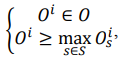 O^i ∈ O
O^i ≥ max_{s∈S} O_s^i,